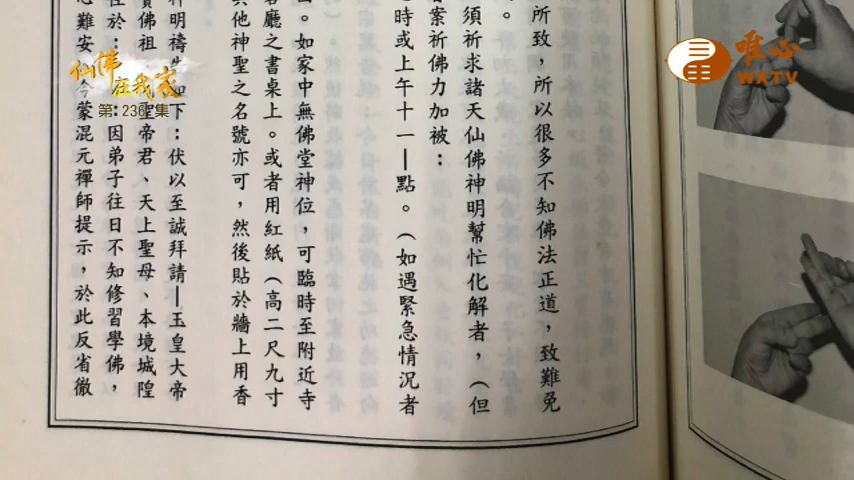 所致，所以很多不知佛法正道，致難免
。
須祈求諸天仙佛神明幫忙化解者，（但
案祈佛力加被：
時或上午十一—點。（如遇緊急情況者
。如家中無佛堂神位，可臨時至附近寺
廳之書桌上。或者用紅紙（高二尺九寸
其他神聖之名號亦可，然後貼於牆上用香
明禱告如下：伏以至誠拜請—玉皇大帝
佛祖、聖帝君、天上聖母、本境城隍
住於：：因弟子往日不知修習學佛，
難安 今蒙混元禪師提示，於此反省徹
仙佛在我家
第 236 集
唯心
WXTV